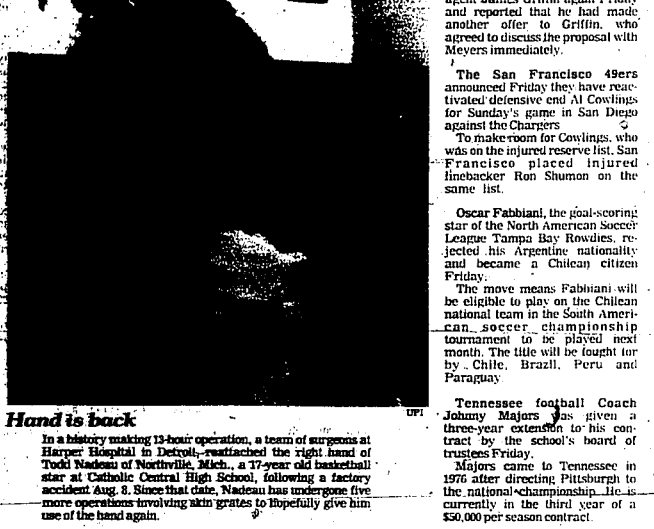 and reported that he had made
another offer to Griffin, who
agreed to discuss the proposal with
Meyers immediately.
The San Francisco 49ers
announced Friday they have reac-
tivated defensive end Al Cowlings
for Sunday's game in San Diego
against the Chargers
To make room for Cowlings, who
was on the injured reserve list, San
Francisco placed injured
linebacker Ron Shumon on the
same list.
Oscar Fabbiani, the goal-scoring
star of the North American Soccer
League Tampa Bay Rowdies, re-
jected his Argentine nationality
and became a Chilean citizen
Friday.
The move means Fabbiani will
be eligible to play on the Chilean
national team in the South Ameri-
can soccer championship
tournament to be played next
month. The title will be fought for
by Chile, Brazil, Peru and
Paraguay
Tennessee football Coach
Johnny Majors was given a
three-year extension to his con-
tract by the school's board of
trustees Friday.
Majors came to Tennessee in
1976 after directing Pittsburgh to
the national championship. He is
currently in the third year of a
$50,000 per season contract.
UPI
Hand is back
In a history making 13-hour operation, a team of surgeons at
Harper Hospital in Detroit, reattached the right hand of
Todd Nadeau of Northville, Mich., a 17-year old basketball
star at Catholic Central High School, following a factory
accident Aug. 8. Since that date, Nadeau has undergone five
more operations involving skin grates to hopefully give him
use of the hand again.